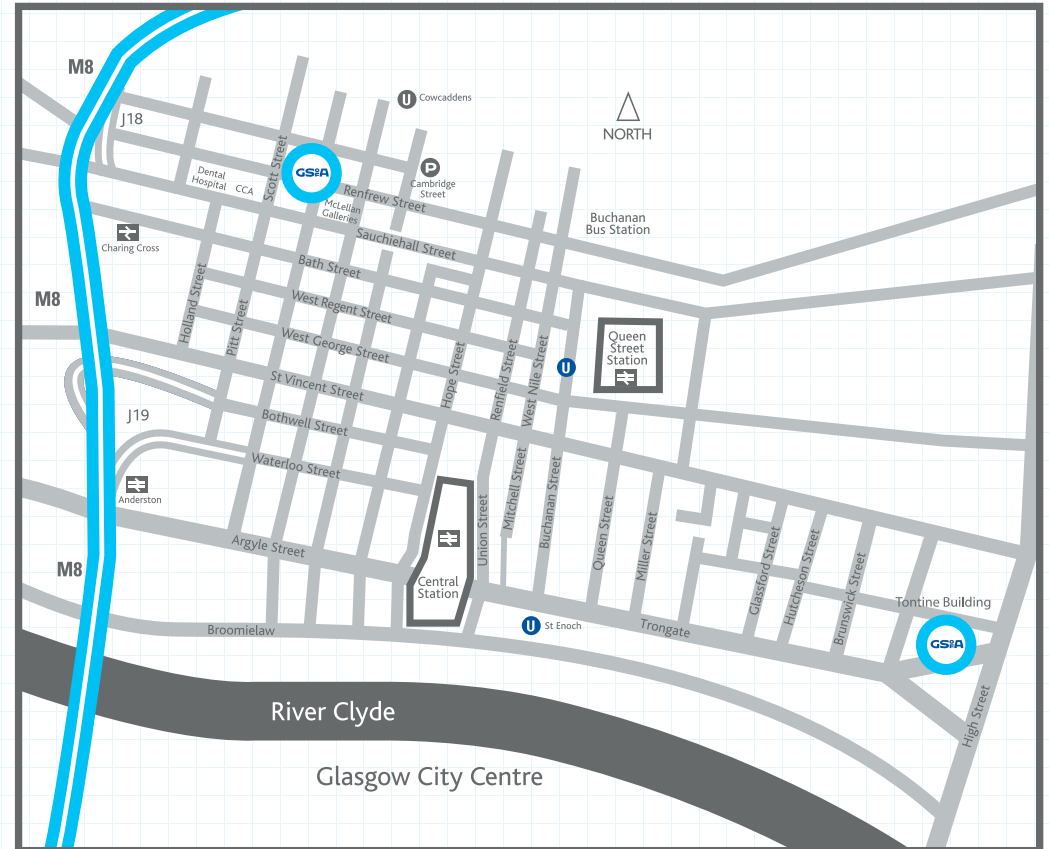 M8
J18
U
Cowcaddens
NORTH
GS&A
P
Cambridge
Street
Dental
Hospital
CCA
Scott Street
Renfrew Street
McLellan
Galleries
Buchanan
Bus Station
Sauchiehall Street
Charing Cross
Bath Street
M8
Holland Street
Pitt Street
West Regent Street
West George Street
Hope Street
Renfield Street
West Nile Street
U
Queen
Street
Station
St Vincent Street
J19
Bothwell Street
Waterloo Street
Anderston
Union Street
Mitchell Street
Buchanan Street
Queen Street
Miller Street
Argyle Street
Glassford Street
Hutcheson Street
Brunswick Street
M8
Central
Station
Tontine Building
GS&A
Broomielaw
U
St Enoch
Trongate
High Street
River Clyde
Glasgow City Centre